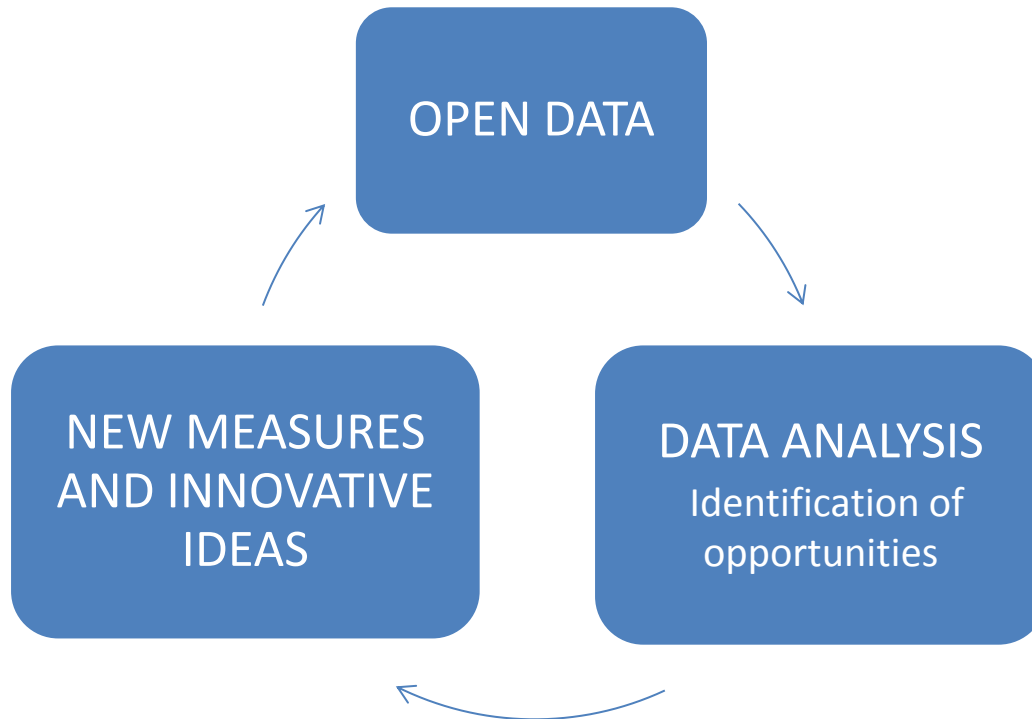 OPEN DATA
NEW MEASURES
AND INNOVATIVE
IDEAS
DATA ANALYSIS
Identification of
opportunities